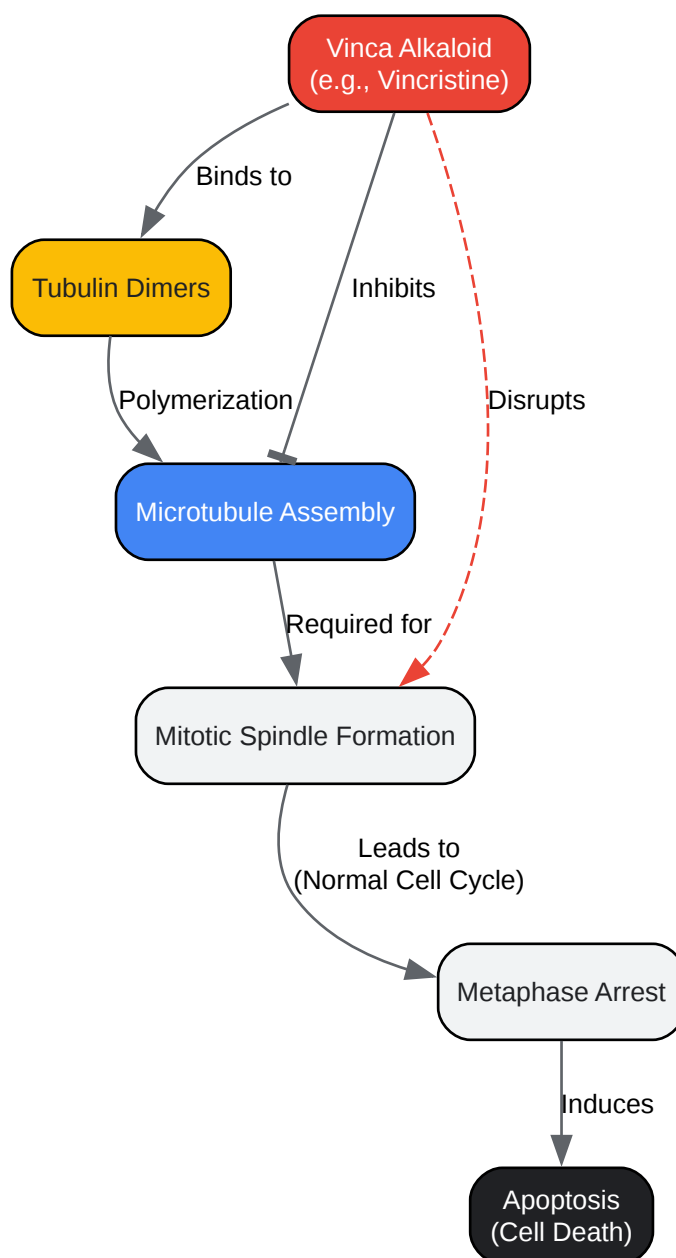 Vinca Alkaloid
(e.g., Vincristine)
Binds to
Tubulin Dimers
Inhibits
Polymerization
Disrupts
Microtubule Assembly
Required for
Mitotic Spindle Formation
Leads to
(Normal Cell Cycle)
Metaphase Arrest
Induces
Apoptosis
(Cell Death)